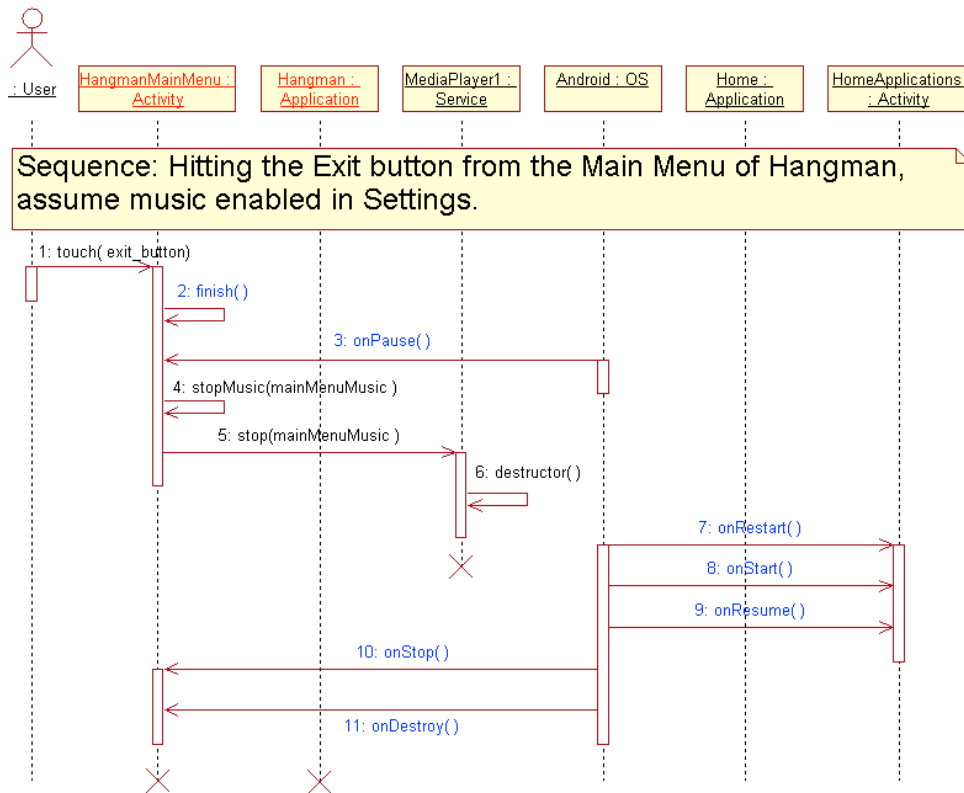 : User
HangmanMainMenu :
Activity
Hangman :
Application
MediaPlayer1 :
Service
Android : OS
Home :
Application
HomeApplications
: Activity
Sequence: Hitting the Exit button from the Main Menu of Hangman,
assume music enabled in Settings.
1: touch( exit_button)
2: finish( )
3: onPause( )
4: stopMusic(mainMenuMusic )
5: stop(mainMenuMusic )
6: destructor( )
7: onRestart( )
8: onStart( )
9: onResume( )
10: onStop( )
11: onDestroy( )